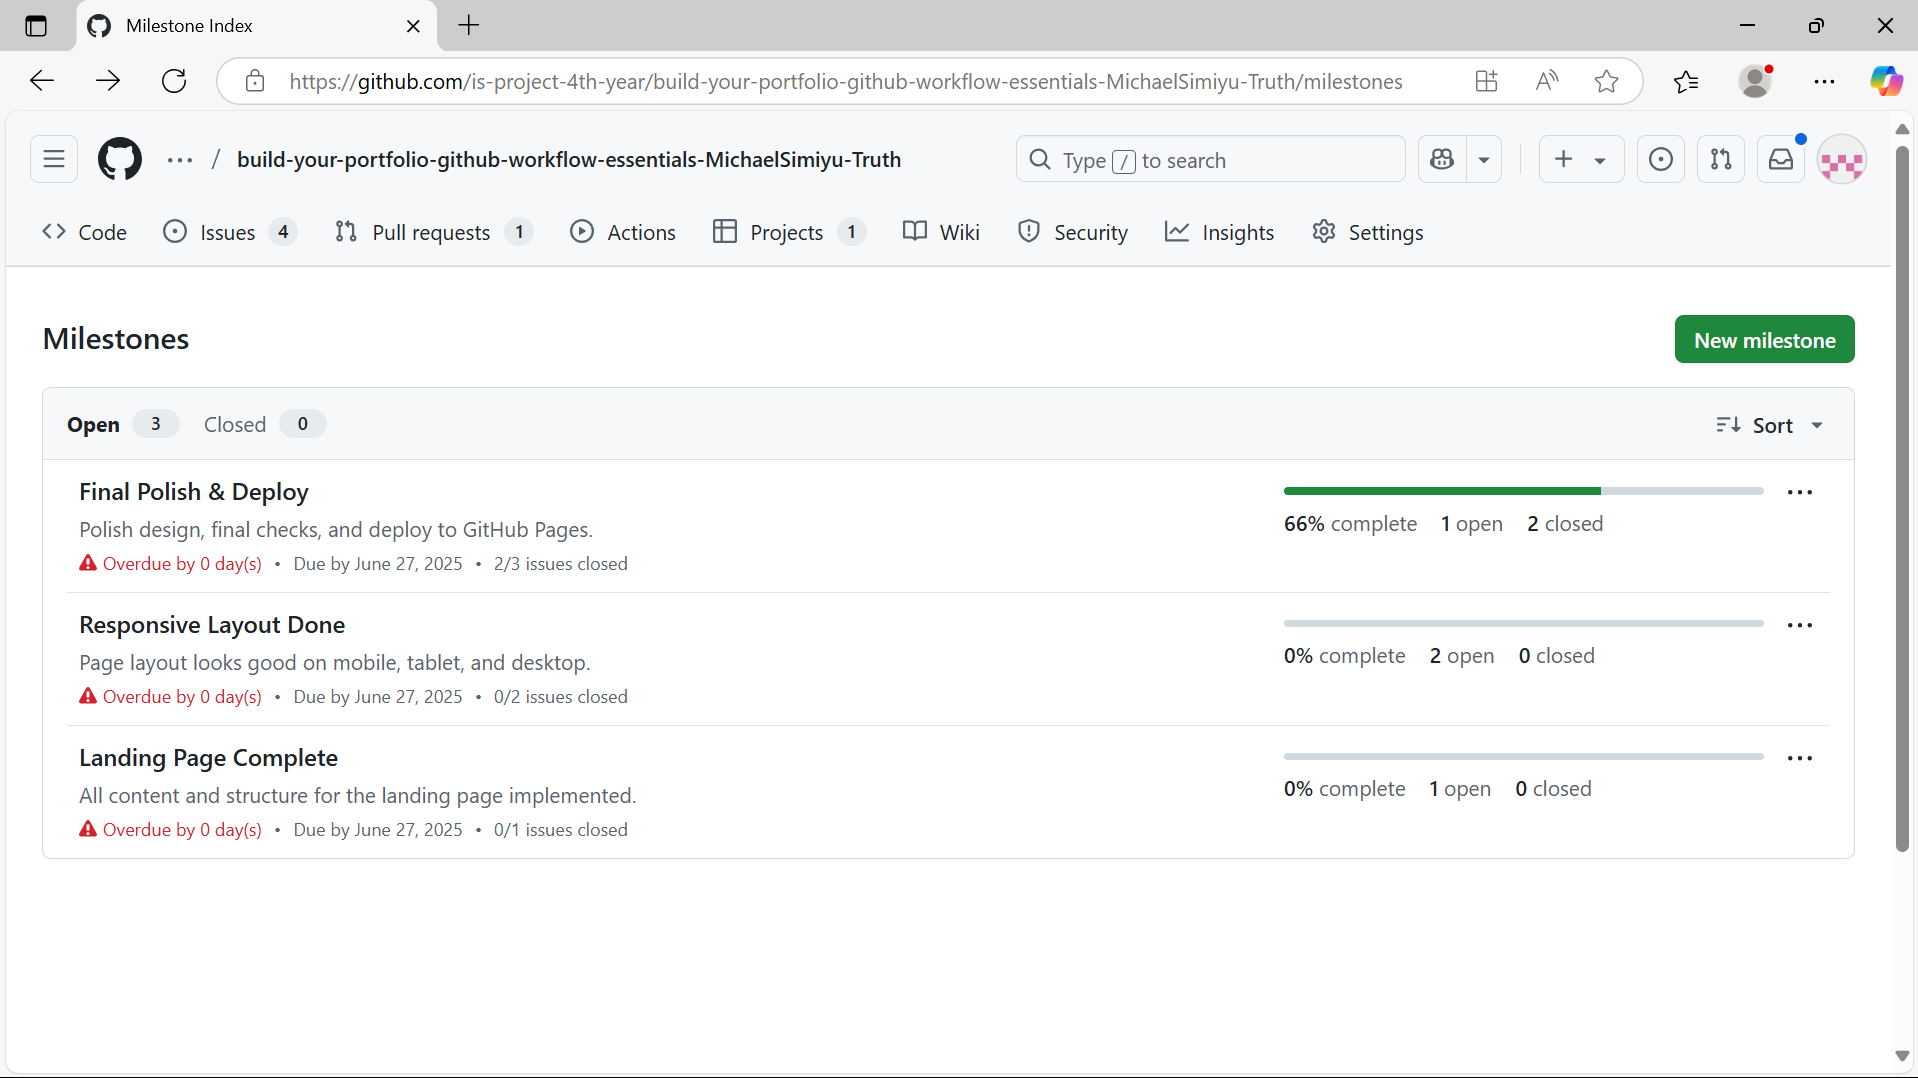 Milestone Index
https://github.com/is-project-4th-year/build-your-portfolio-github-workflow-essentials-MichaelSimiyu-Truth/milestones
... / build-your-portfolio-github-workflow-essentials-MichaelSimiyu-Truth
Type / to search
Code Issues 4 Pull requests 1 Actions Projects 1 Wiki Security Insights Settings
Milestones
New milestone
Open 3 Closed 0 Sort
Final Polish & Deploy
Polish design, final checks, and deploy to GitHub Pages.
Overdue by 0 day(s) • Due by June 27, 2025 • 2/3 issues closed
66% complete 1 open 2 closed
Responsive Layout Done
Page layout looks good on mobile, tablet, and desktop.
Overdue by 0 day(s) • Due by June 27, 2025 • 0/2 issues closed
0% complete 2 open 0 closed
Landing Page Complete
All content and structure for the landing page implemented.
Overdue by 0 day(s) • Due by June 27, 2025 • 0/1 issues closed
0% complete 1 open 0 closed